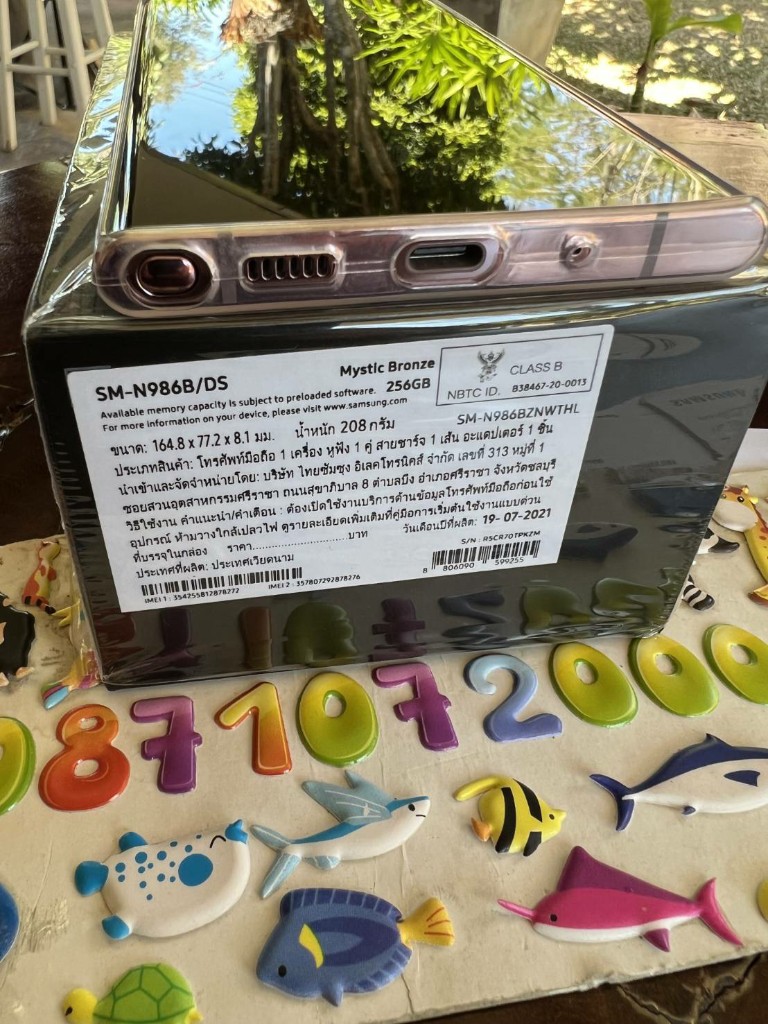 SM-N986B/DS
Mystic Bronze
256GB
CLASS B
NBTC ID. B38467-20-0013
Available memory capacity is subject to preloaded software.
For more information on your device, please visit www.samsung.com
SM-N986BZNWTHL
ขนาด: 164.8 x 77.2 x 8.1 มม. น้ำหนัก 208 กรัม
ประเภทสินค้า: โทรศัพท์มือถือ 1 เครื่อง หูฟัง 1 คู่ สายชาร์จ 1 เส้น อะแดปเตอร์ 1 ชิ้น
นำเข้าและจัดจำหน่ายโดย: บริษัท ไทยซัมซุง อิเลคโทรนิคส์ จำกัด เลขที่ 313 หมู่ที่ 1
ซอยสวนอุตสาหกรรมศรีราชา ถนนสุขาภิบาล 8 ตำบลบึง อำเภอศรีราชา จังหวัดชลบุรี
วิธีใช้งาน คำแนะนำ/คำเตือน : ต้องเปิดใช้งานบริการด้านข้อมูลโทรศัพท์มือถือก่อนใช้
อุปกรณ์ ห้ามวางใกล้เปลวไฟ ดูรายละเอียดเพิ่มเติมที่คู่มือการเริ่มต้นใช้งานแบบด่วน
ที่บรรจุในกล่อง ราคา.............................. บาท วันเดือนปีที่ผลิต: 19-07-2021
ประเทศที่ผลิต: ประเทศเวียดนาม
S/N : R5CR70TPKZM
8 806090 599255
IMEI 1 : 354255812878272 IMEI 2 : 357807292878276
0871072000